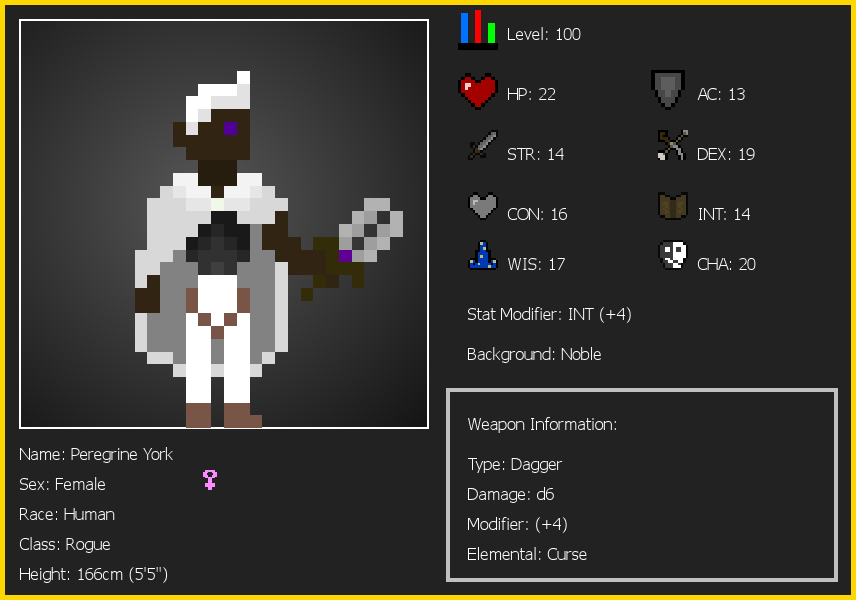 Level: 100
HP: 22
AC: 13
STR: 14
DEX: 19
CON: 16
INT: 14
WIS: 17
CHA: 20
Stat Modifier: INT (+4)
Background: Noble
Weapon Information:
Type: Dagger
Damage: d6
Modifier: (+4)
Elemental: Curse
Name: Peregrine York
Sex: Female
Race: Human
Class: Rogue
Height: 166cm (5'5")